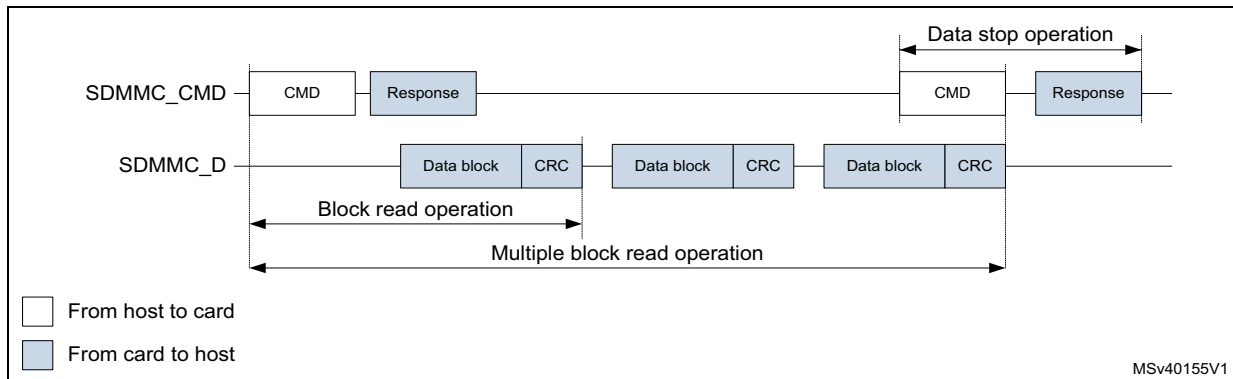 Data stop operation
SDMMC_CMD CMD Response CMD Response
SDMMC_D Data block CRC Data block CRC Data block CRC
Block read operation
Multiple block read operation
From host to card
From card to host
MSv40155V1